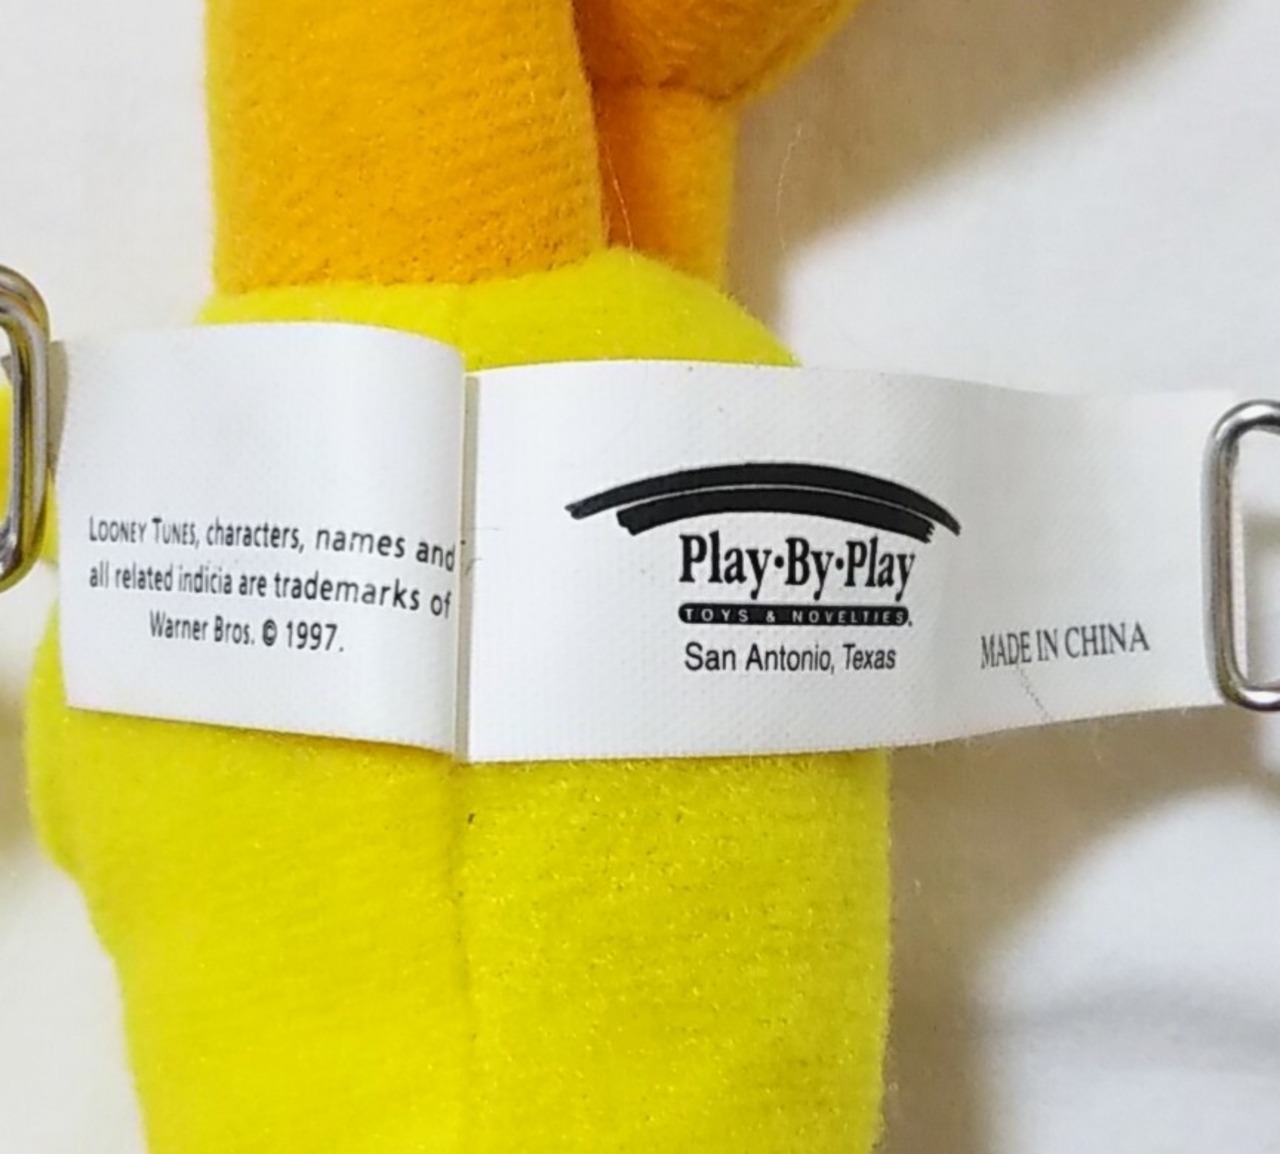 LOONEY TUNES, characters, names and
all related indicia are trademarks of
Warner Bros. © 1997.
Play·By·Play
TOYS & NOVELTIES.
San Antonio, Texas
MADE IN CHINA